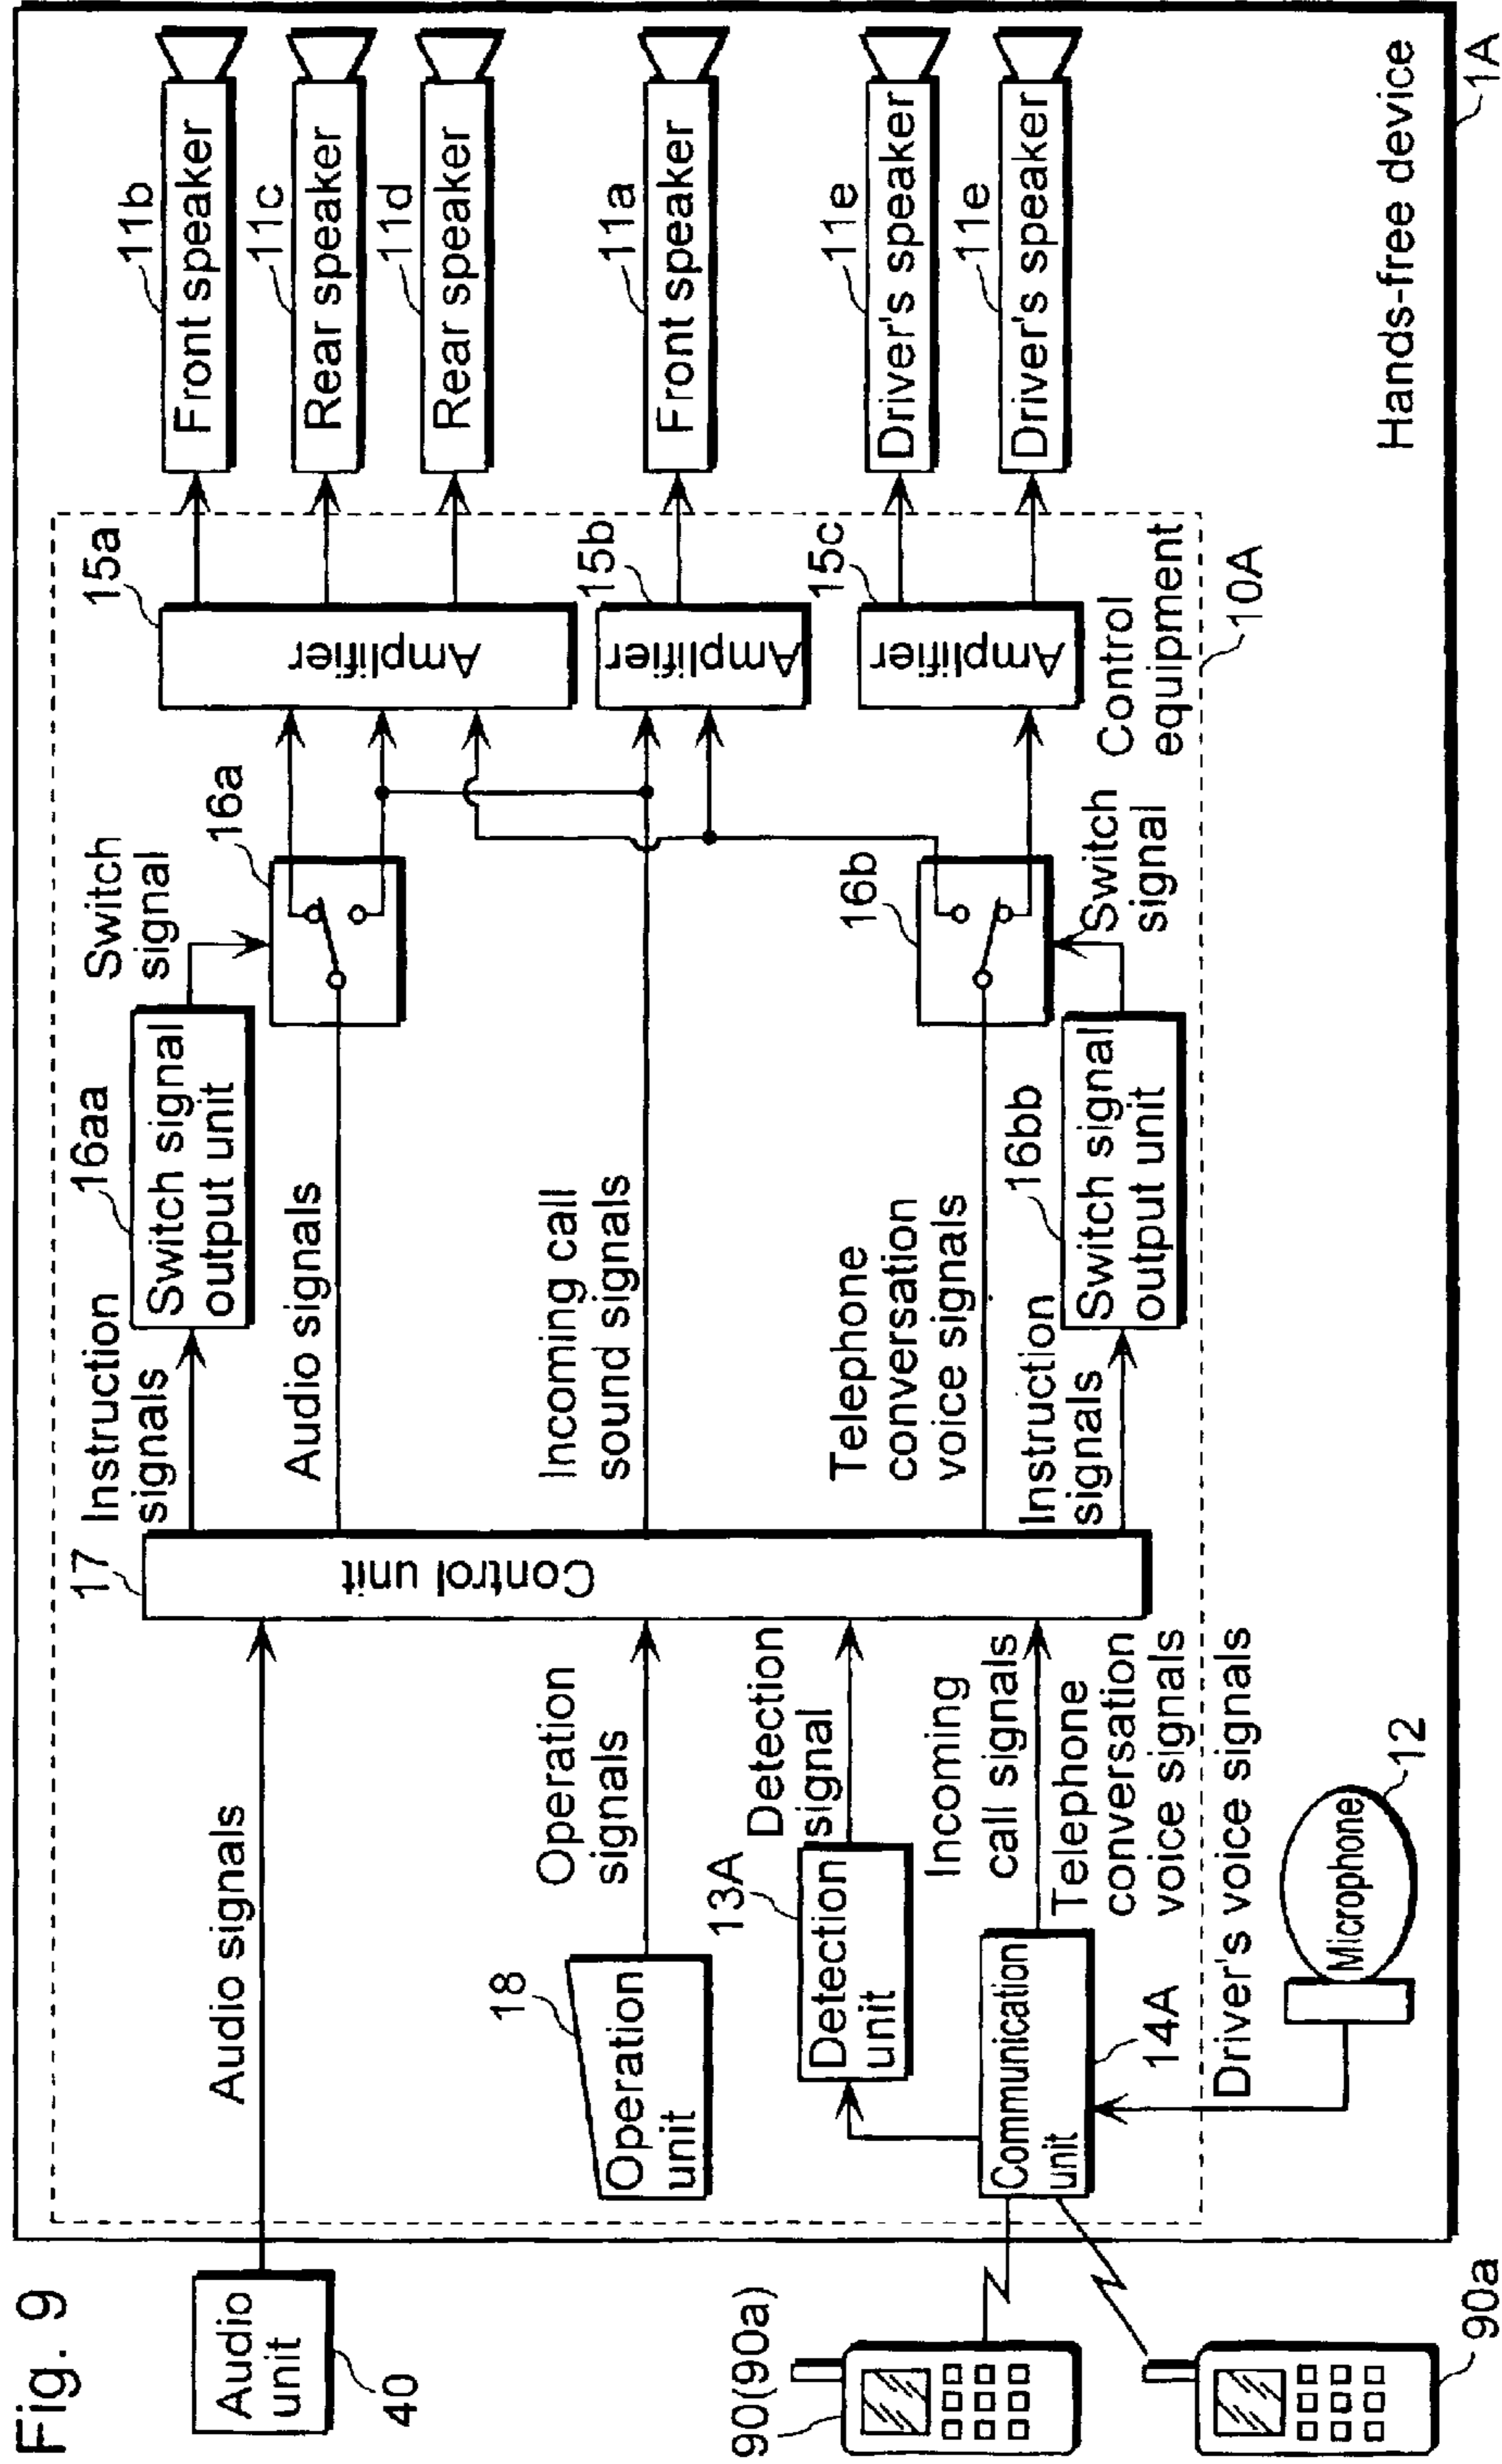 Fig. 9
Audio
unit
40
90(90a)
90a
Audio signals
18
Operation
unit
Operation
signals
13A
Detection
unit
Detection
signal
Communication
unit
14A
Incoming
call signals
Telephone
conversation
voice signals
Driver's voice signals
Microphone
12
17
Control unit
Instruction
signals
16aa
Switch signal
output unit
Switch
signal
16a
Audio signals
Incoming call
sound signals
Telephone
conversation
voice signals
16b
Instruction
signals
16bb
Switch signal
output unit
Switch
signal
15a
Amplifier
15b
Amplifier
15c
Amplifier
Control
equipment
10A
11b
Front speaker
11c
Rear speaker
11d
Rear speaker
11a
Front speaker
11e
Driver's speaker
11e
Driver's speaker
Hands-free device
1A